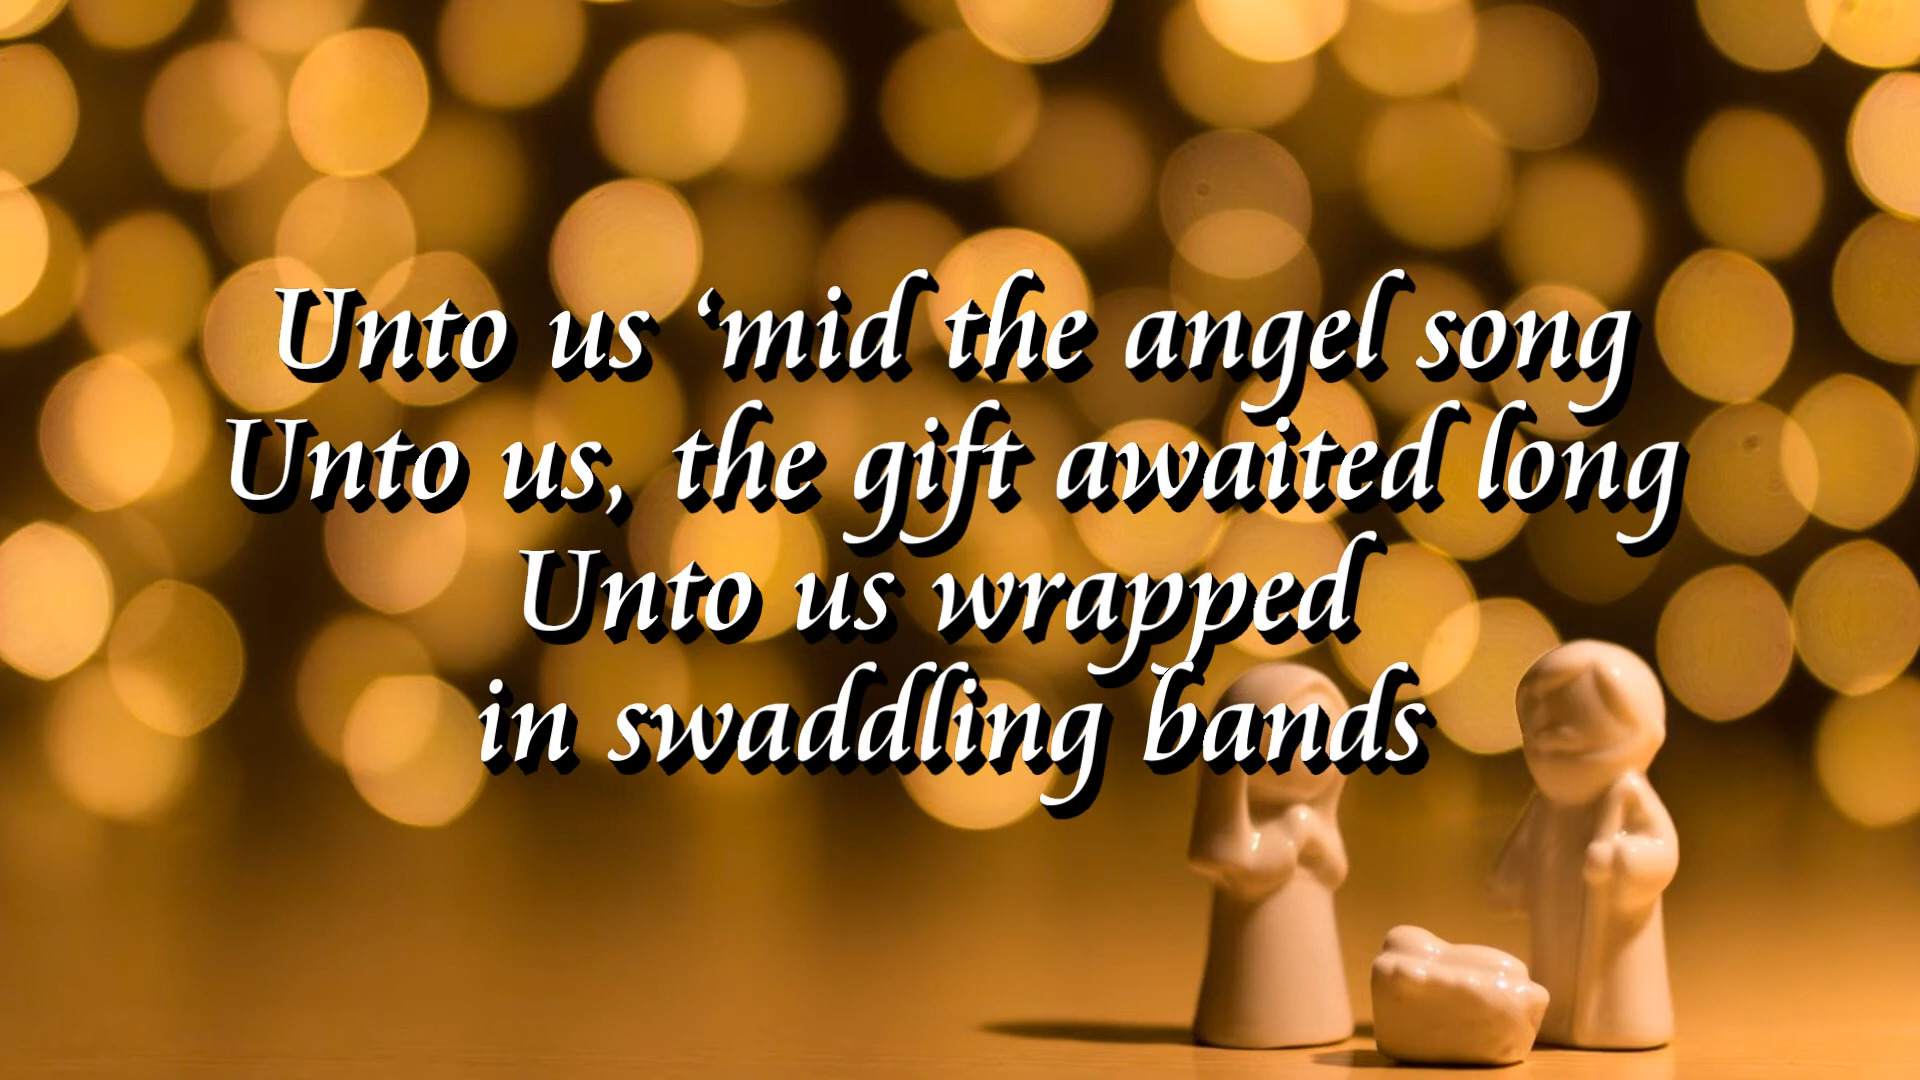 Unto us ‘mid the angel song
Unto us, the gift awaited long
Unto us wrapped
in swaddling bands